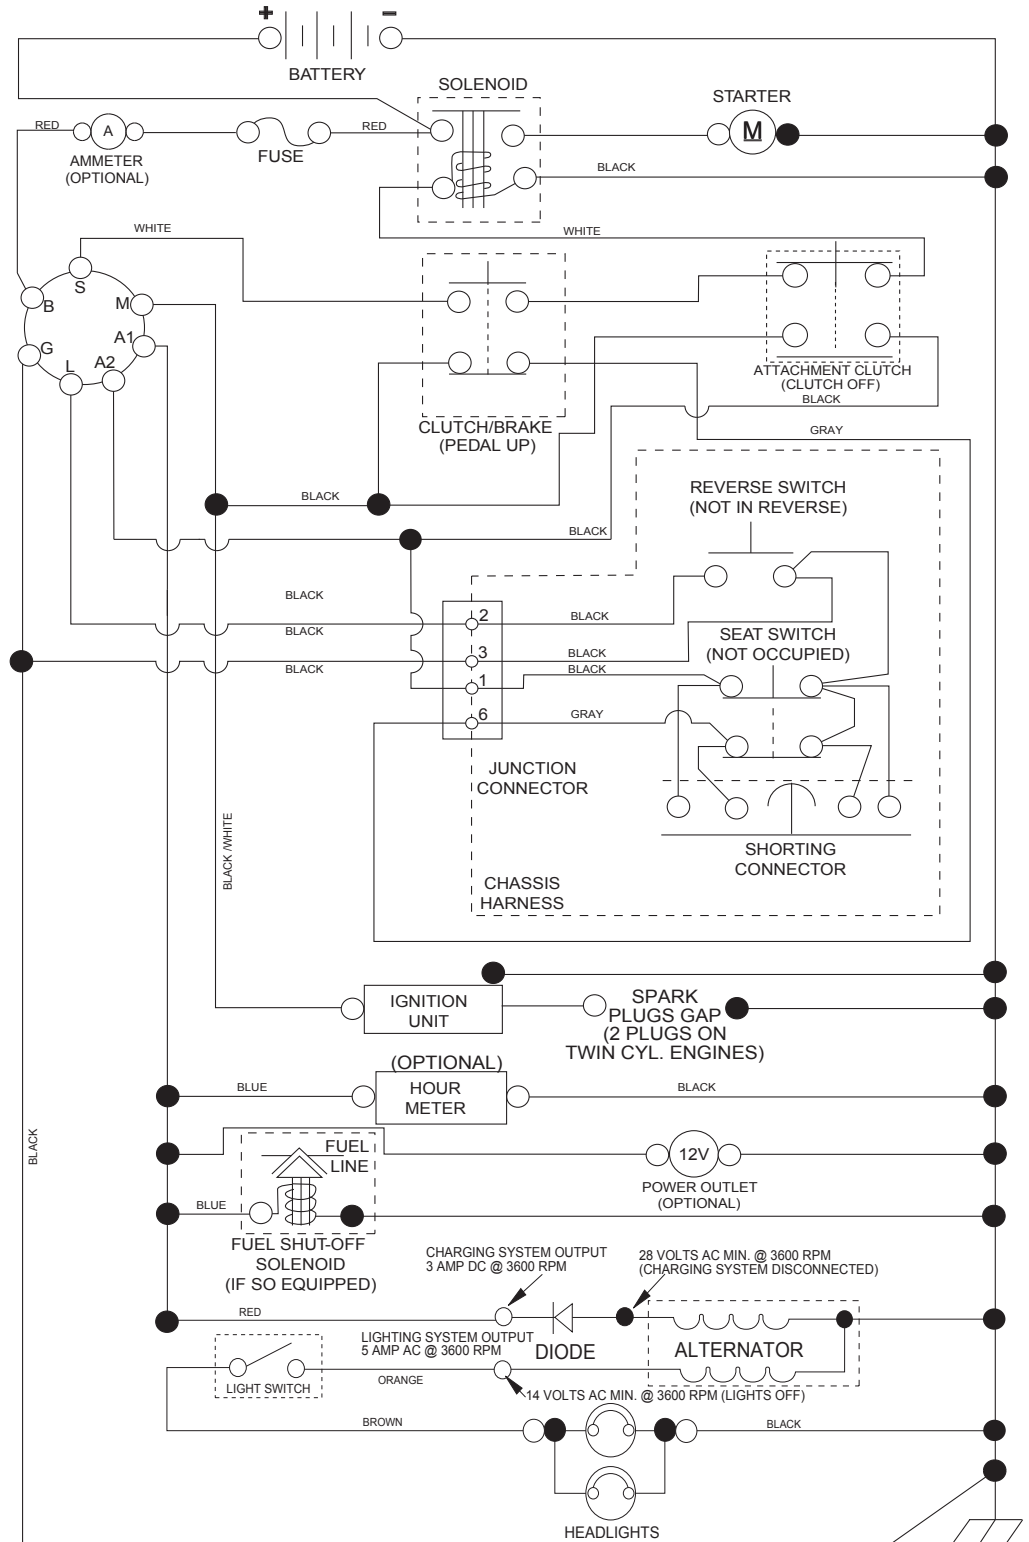 + −
BATTERY
SOLENOID
STARTER
RED
A
RED
M
AMMETER
(OPTIONAL)
FUSE
BLACK
WHITE
WHITE
S
B
M
A1
G
L
A2
ATTACHMENT CLUTCH
(CLUTCH OFF)
BLACK
CLUTCH/BRAKE
(PEDAL UP)
GRAY
BLACK
REVERSE SWITCH
(NOT IN REVERSE)
BLACK
BLACK
2
BLACK
BLACK
SEAT SWITCH
(NOT OCCUPIED)
3
BLACK
BLACK
BLACK
1
6
GRAY
JUNCTION
CONNECTOR
SHORTING
CONNECTOR
BLACK /WHITE
CHASSIS
HARNESS
IGNITION
UNIT
SPARK
PLUGS GAP
(2 PLUGS ON
TWIN CYL. ENGINES)
(OPTIONAL)
BLUE
HOUR
METER
BLACK
BLACK
FUEL
LINE
12V
POWER OUTLET
(OPTIONAL)
BLUE
FUEL SHUT-OFF
SOLENOID
(IF SO EQUIPPED)
CHARGING SYSTEM OUTPUT
3 AMP DC @ 3600 RPM
28 VOLTS AC MIN. @ 3600 RPM
(CHARGING SYSTEM DISCONNECTED)
RED
LIGHTING SYSTEM OUTPUT
5 AMP AC @ 3600 RPM
DIODE
ALTERNATOR
LIGHT SWITCH
ORANGE
14 VOLTS AC MIN. @ 3600 RPM (LIGHTS OFF)
BROWN
BLACK
HEADLIGHTS